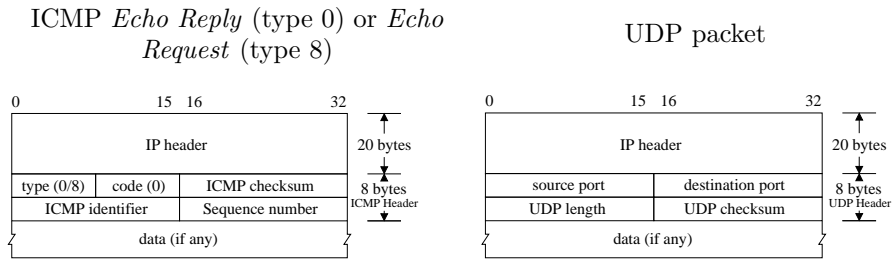 ICMP Echo Reply (type 0) or Echo
Request (type 8)
0 15 16 32
IP header
20 bytes
type (0/8) code (0) ICMP checksum
8 bytes
ICMP Header
ICMP identifier Sequence number
data (if any)
UDP packet
0 15 16 32
IP header
20 bytes
source port destination port
8 bytes
UDP Header
UDP length UDP checksum
data (if any)